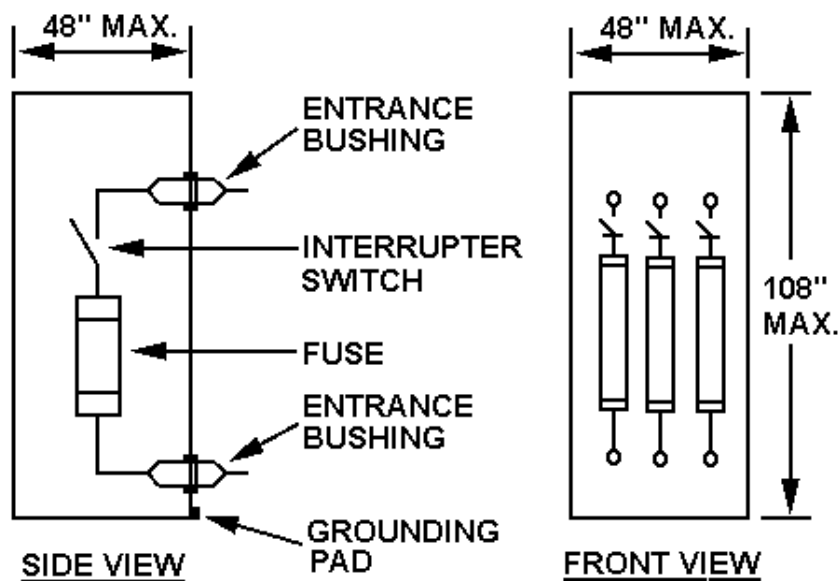 48" MAX.
48" MAX.
ENTRANCE
BUSHING
INTERRUPTER
SWITCH
108"
MAX.
FUSE
ENTRANCE
BUSHING
GROUNDING
PAD
SIDE VIEW
FRONT VIEW